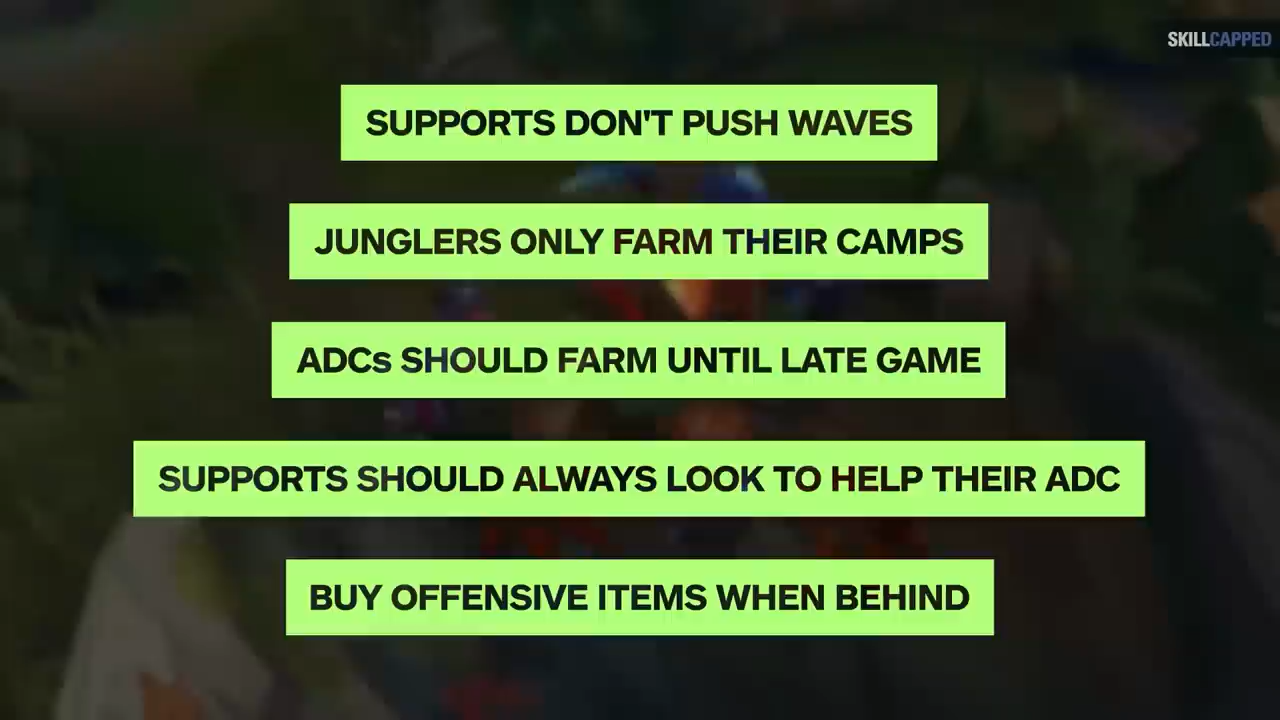 SKILLCAPPED
SUPPORTS DON'T PUSH WAVES
JUNGLERS ONLY FARM THEIR CAMPS
ADCs SHOULD FARM UNTIL LATE GAME
SUPPORTS SHOULD ALWAYS LOOK TO HELP THEIR ADC
BUY OFFENSIVE ITEMS WHEN BEHIND